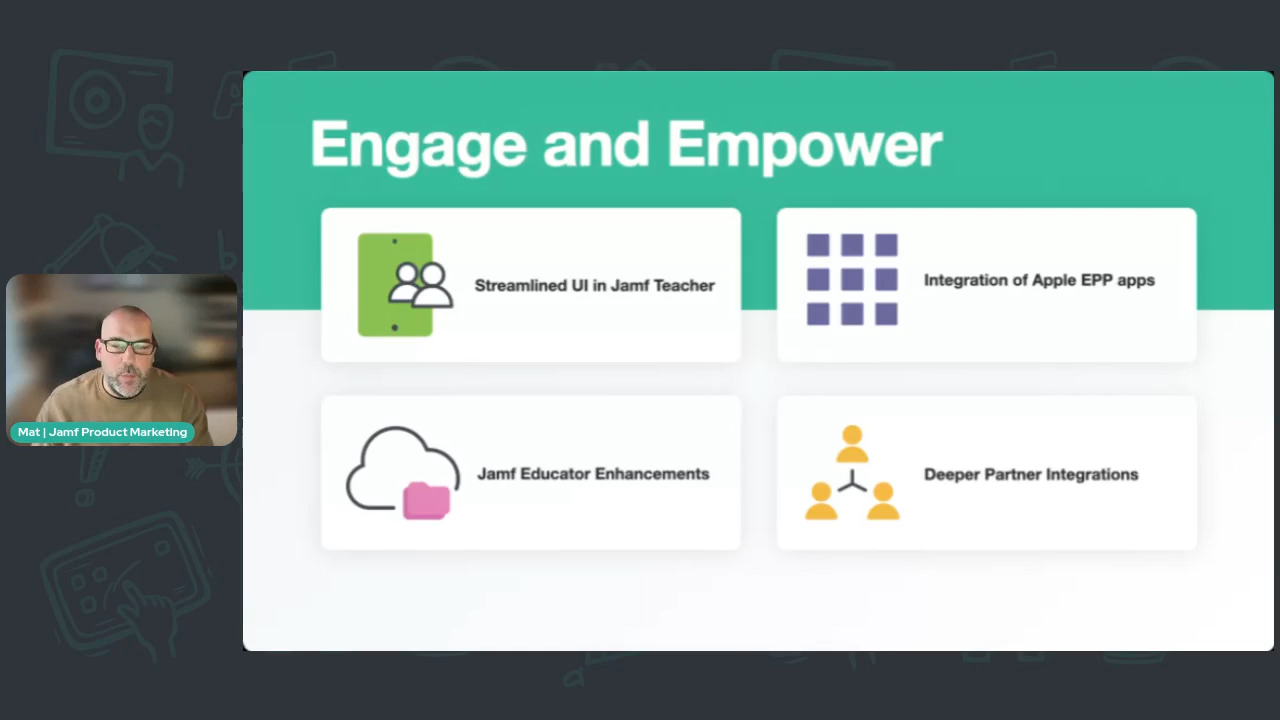 Engage and Empower
Streamlined UI in Jamf Teacher
Integration of Apple EPP apps
Jamf Educator Enhancements
Deeper Partner Integrations
Mat | Jamf Product Marketing